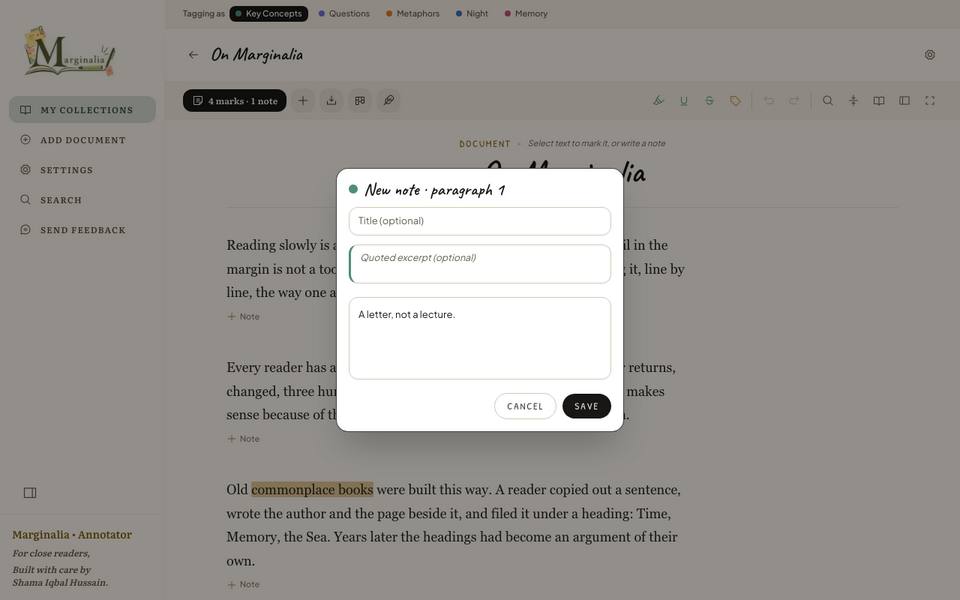 Marginalia
MY COLLECTIONS
ADD DOCUMENT
SETTINGS
SEARCH
SEND FEEDBACK
Marginalia • Annotator
For close readers,
Built with care by
Shama Iqbal Hussain.
Tagging as Key Concepts Questions Metaphors Night Memory
On Marginalia
4 marks · 1 note
DOCUMENT • Select text to mark it, or write a note
On Marginalia
New note · paragraph 1
Title (optional)
Quoted excerpt (optional)
A letter, not a lecture.
CANCEL SAVE
Reading slowly is in the
margin is not a it, line by
line, the way one
+ Note
Every reader has returns,
changed, three makes
sense because of
+ Note
Old commonplace books were built this way. A reader copied out a sentence,
wrote the author and the page beside it, and filed it under a heading: Time,
Memory, the Sea. Years later the headings had become an argument of their
own.
+ Note